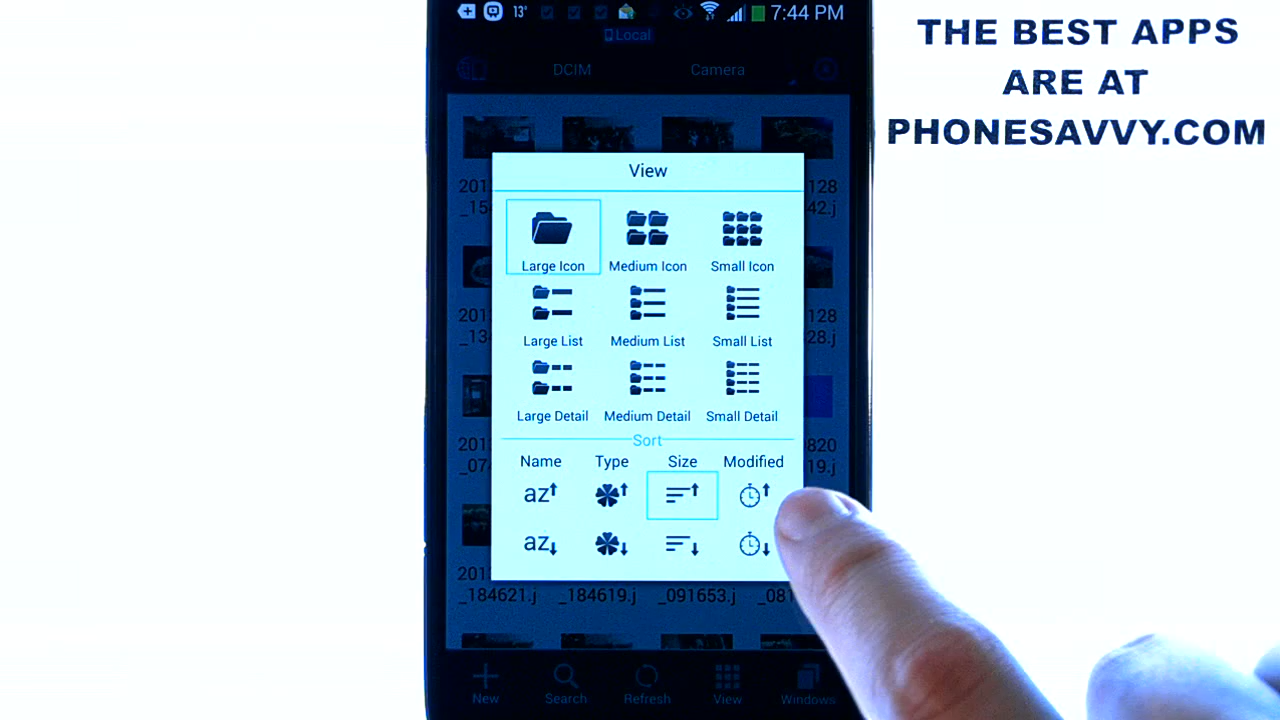 13°
7:44 PM
Local
DCIM
Camera
THE BEST APPS
ARE AT
PHONESAVVY.COM
View
Large Icon
Medium Icon
Small Icon
Large List
Medium List
Small List
Large Detail
Medium Detail
Small Detail
Sort
Name
Type
Size
Modified
az
az
_184621.j
_184619.j
_091653.j
New
Search
Refresh
View
Windows